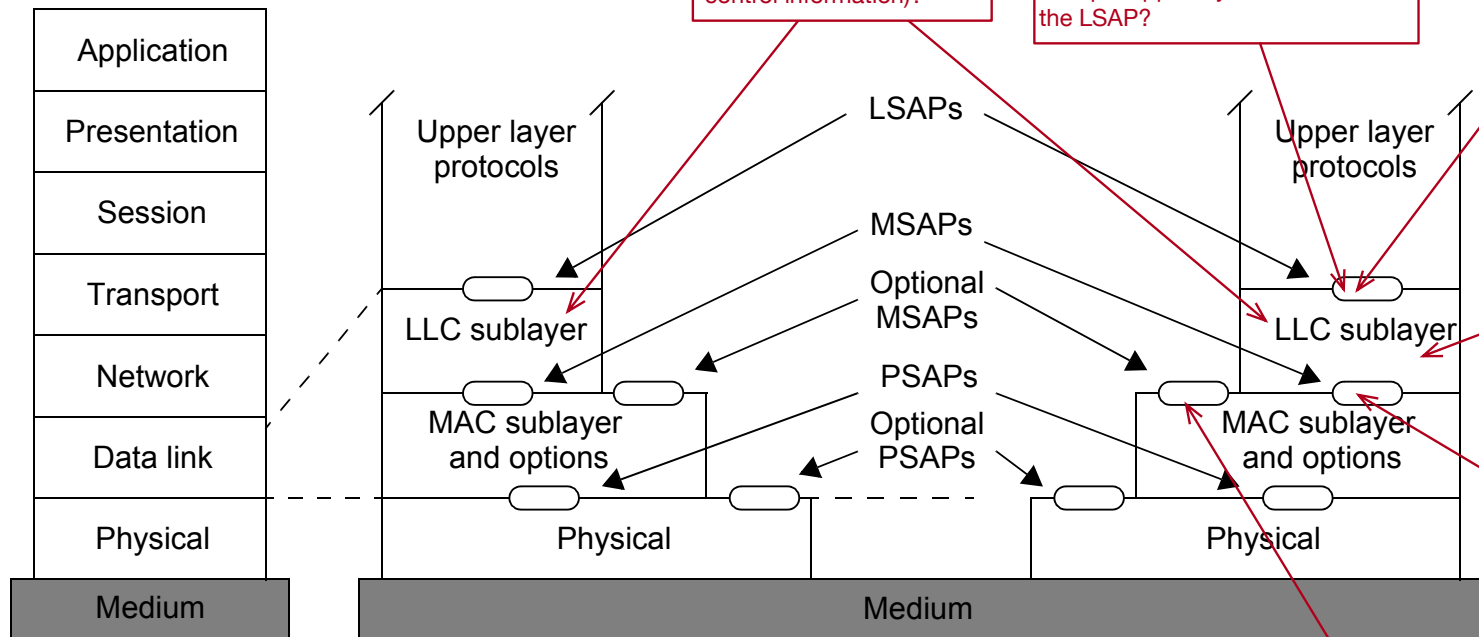 control information)?
the LSAP?
Application
Presentation
Session
Transport
Network
Data link
Physical
Medium
Upper layer
protocols
LLC sublayer
MAC sublayer
and options
Physical
LSAPs
MSAPs
Optional
MSAPs
PSAPs
Optional
PSAPs
Upper layer
protocols
LLC sublayer
MAC sublayer
and options
Physical
Medium